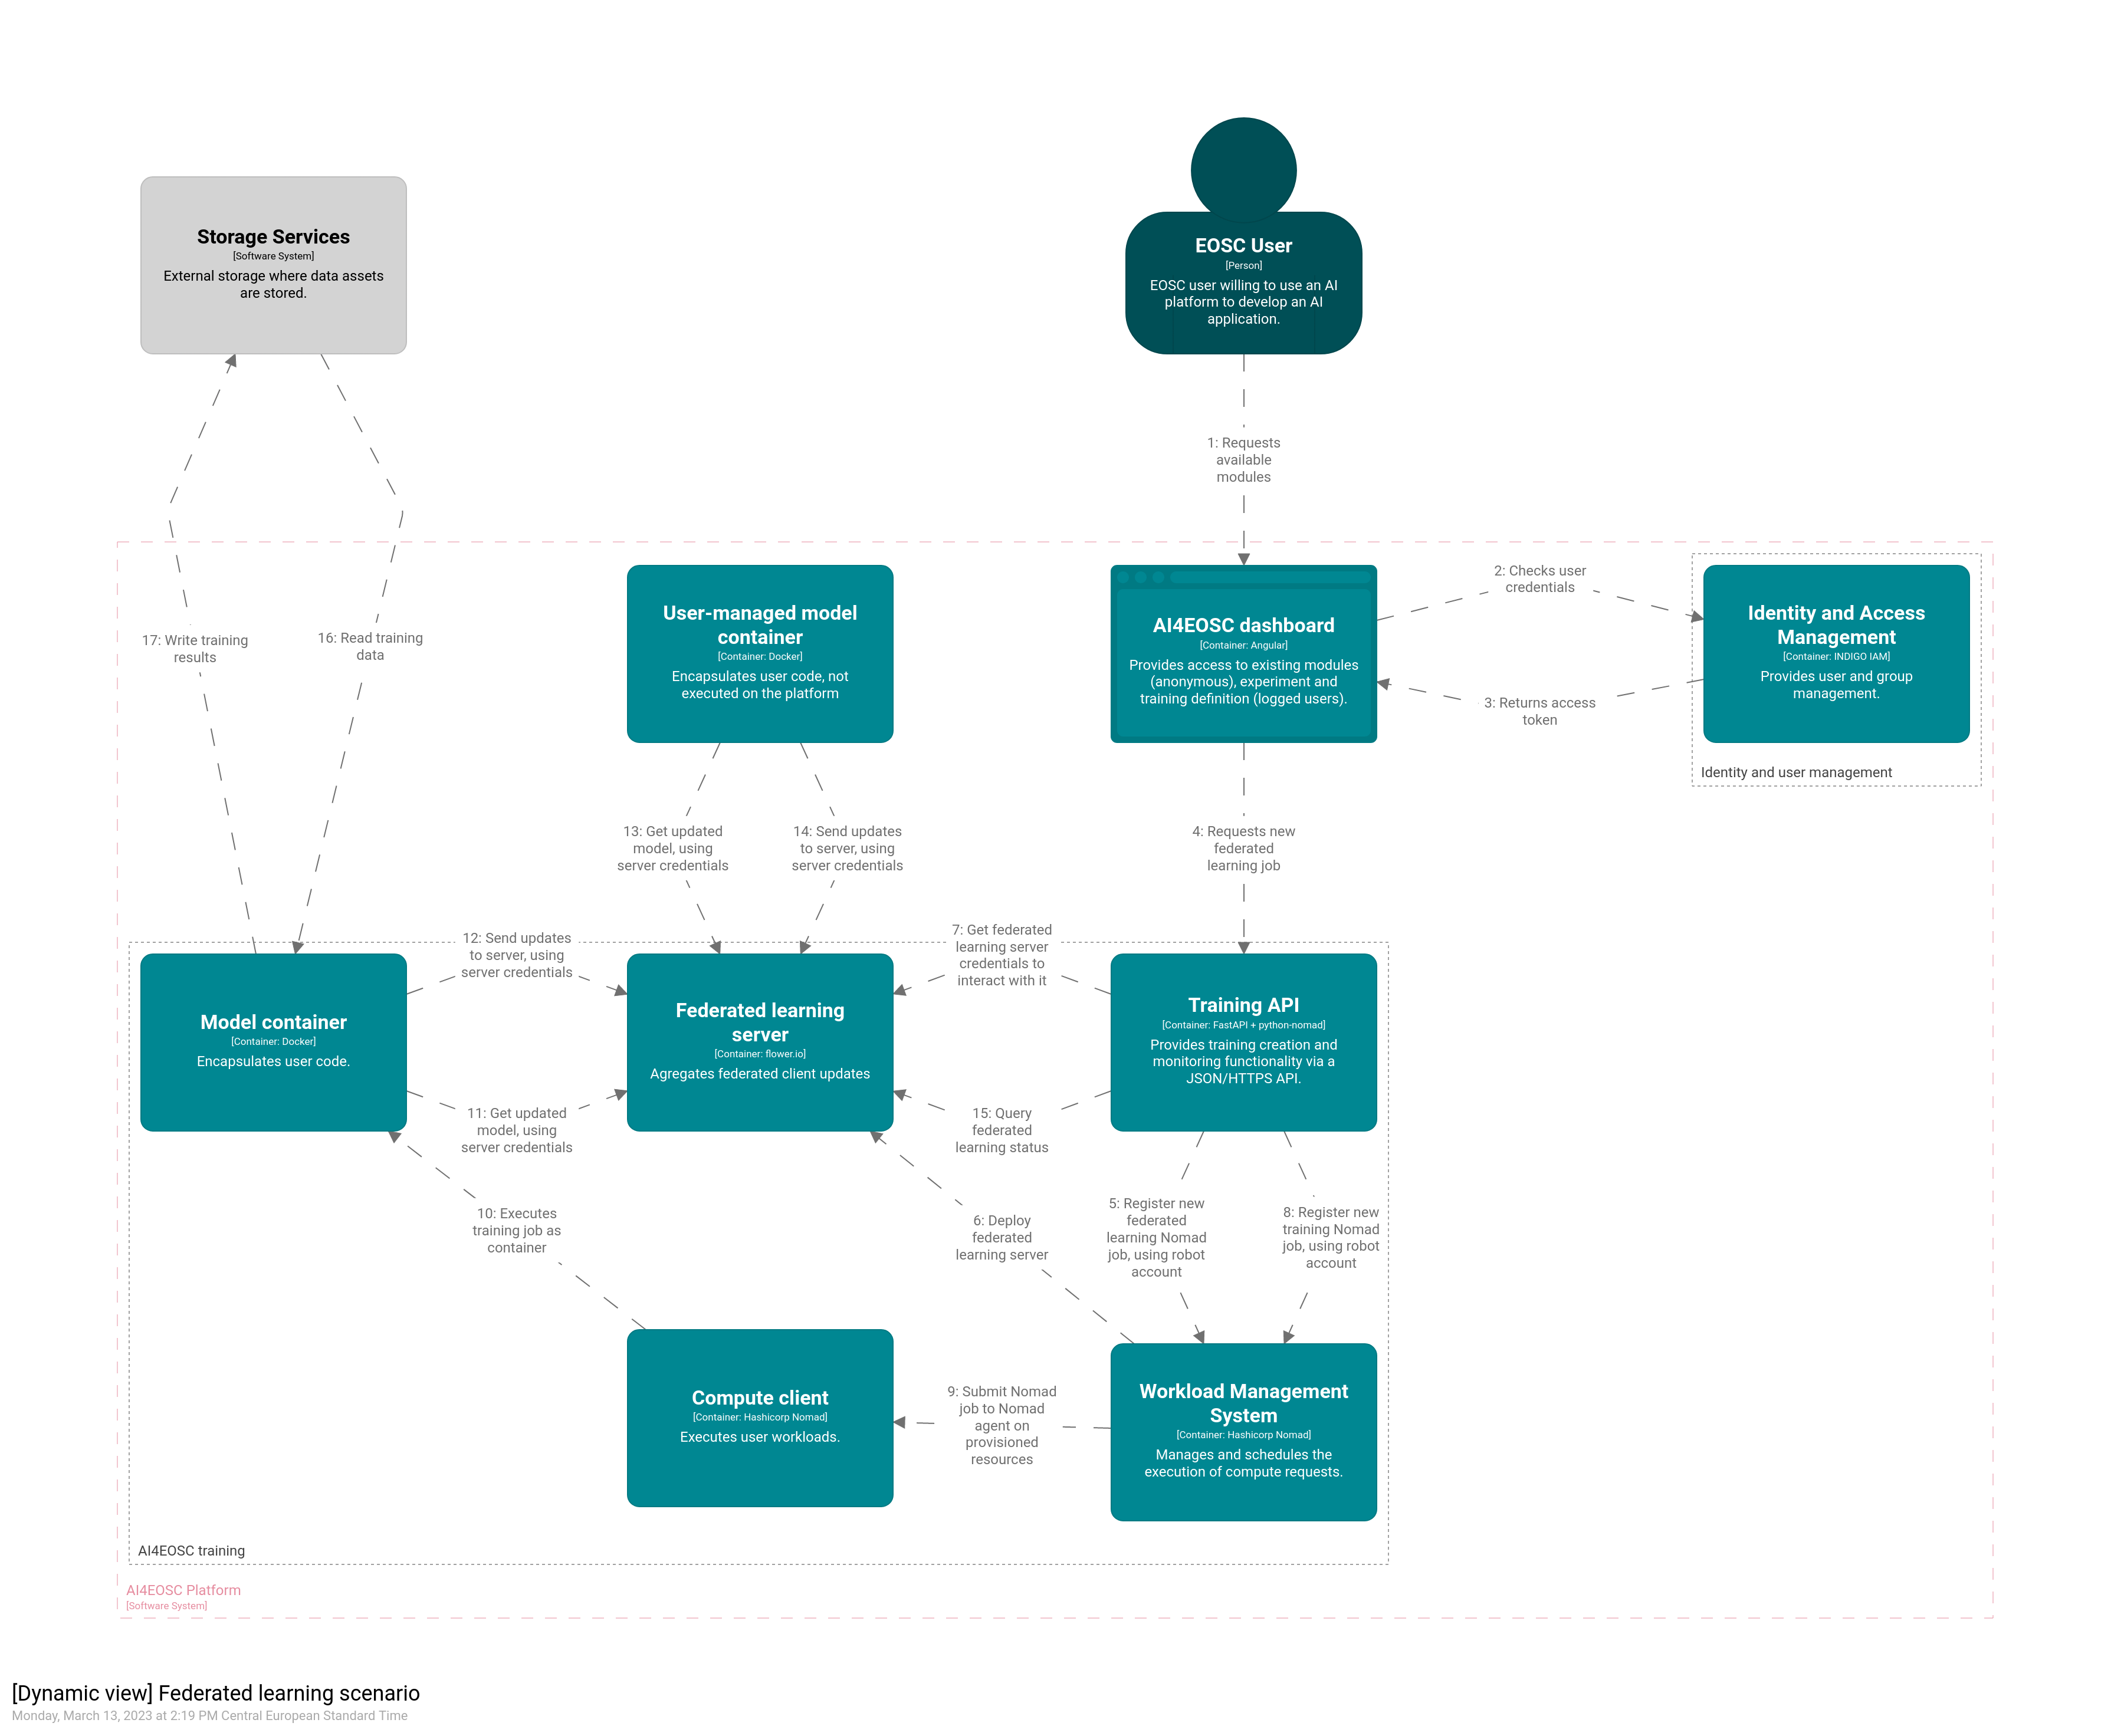 Storage Services
[Software System]
External storage where data assets
are stored.
EOSC User
[Person]
EOSC user willing to use an AI
platform to develop an AI
application.
1: Requests
available
modules
User-managed model
container
[Container: Docker]
Encapsulates user code, not
executed on the platform
AI4EOSC dashboard
[Container: Angular]
Provides access to existing modules
(anonymous), experiment and
training definition (logged users).
2: Checks user
credentials
3: Returns access
token
Identity and Access
Management
[Container: INDIGO IAM]
Provides user and group
management.
Identity and user management
17: Write training
results
16: Read training
data
13: Get updated
model, using
server credentials
14: Send updates
to server, using
server credentials
4: Requests new
federated
learning job
12: Send updates
to server, using
server credentials
7: Get federated
learning server
credentials to
interact with it
Model container
[Container: Docker]
Encapsulates user code.
Federated learning
server
[Container: flower.io]
Agregates federated client updates
Training API
[Container: FastAPI + python-nomad]
Provides training creation and
monitoring functionality via a
JSON/HTTPS API.
11: Get updated
model, using
server credentials
15: Query
federated
learning status
10: Executes
training job as
container
6: Deploy
federated
learning server
5: Register new
federated
learning Nomad
job, using robot
account
8: Register new
training Nomad
job, using robot
account
Compute client
[Container: Hashicorp Nomad]
Executes user workloads.
9: Submit Nomad
job to Nomad
agent on
provisioned
resources
Workload Management
System
[Container: Hashicorp Nomad]
Manages and schedules the
execution of compute requests.
AI4EOSC training
AI4EOSC Platform
[Software System]
[Dynamic view] Federated learning scenario
Monday, March 13, 2023 at 2:19 PM Central European Standard Time